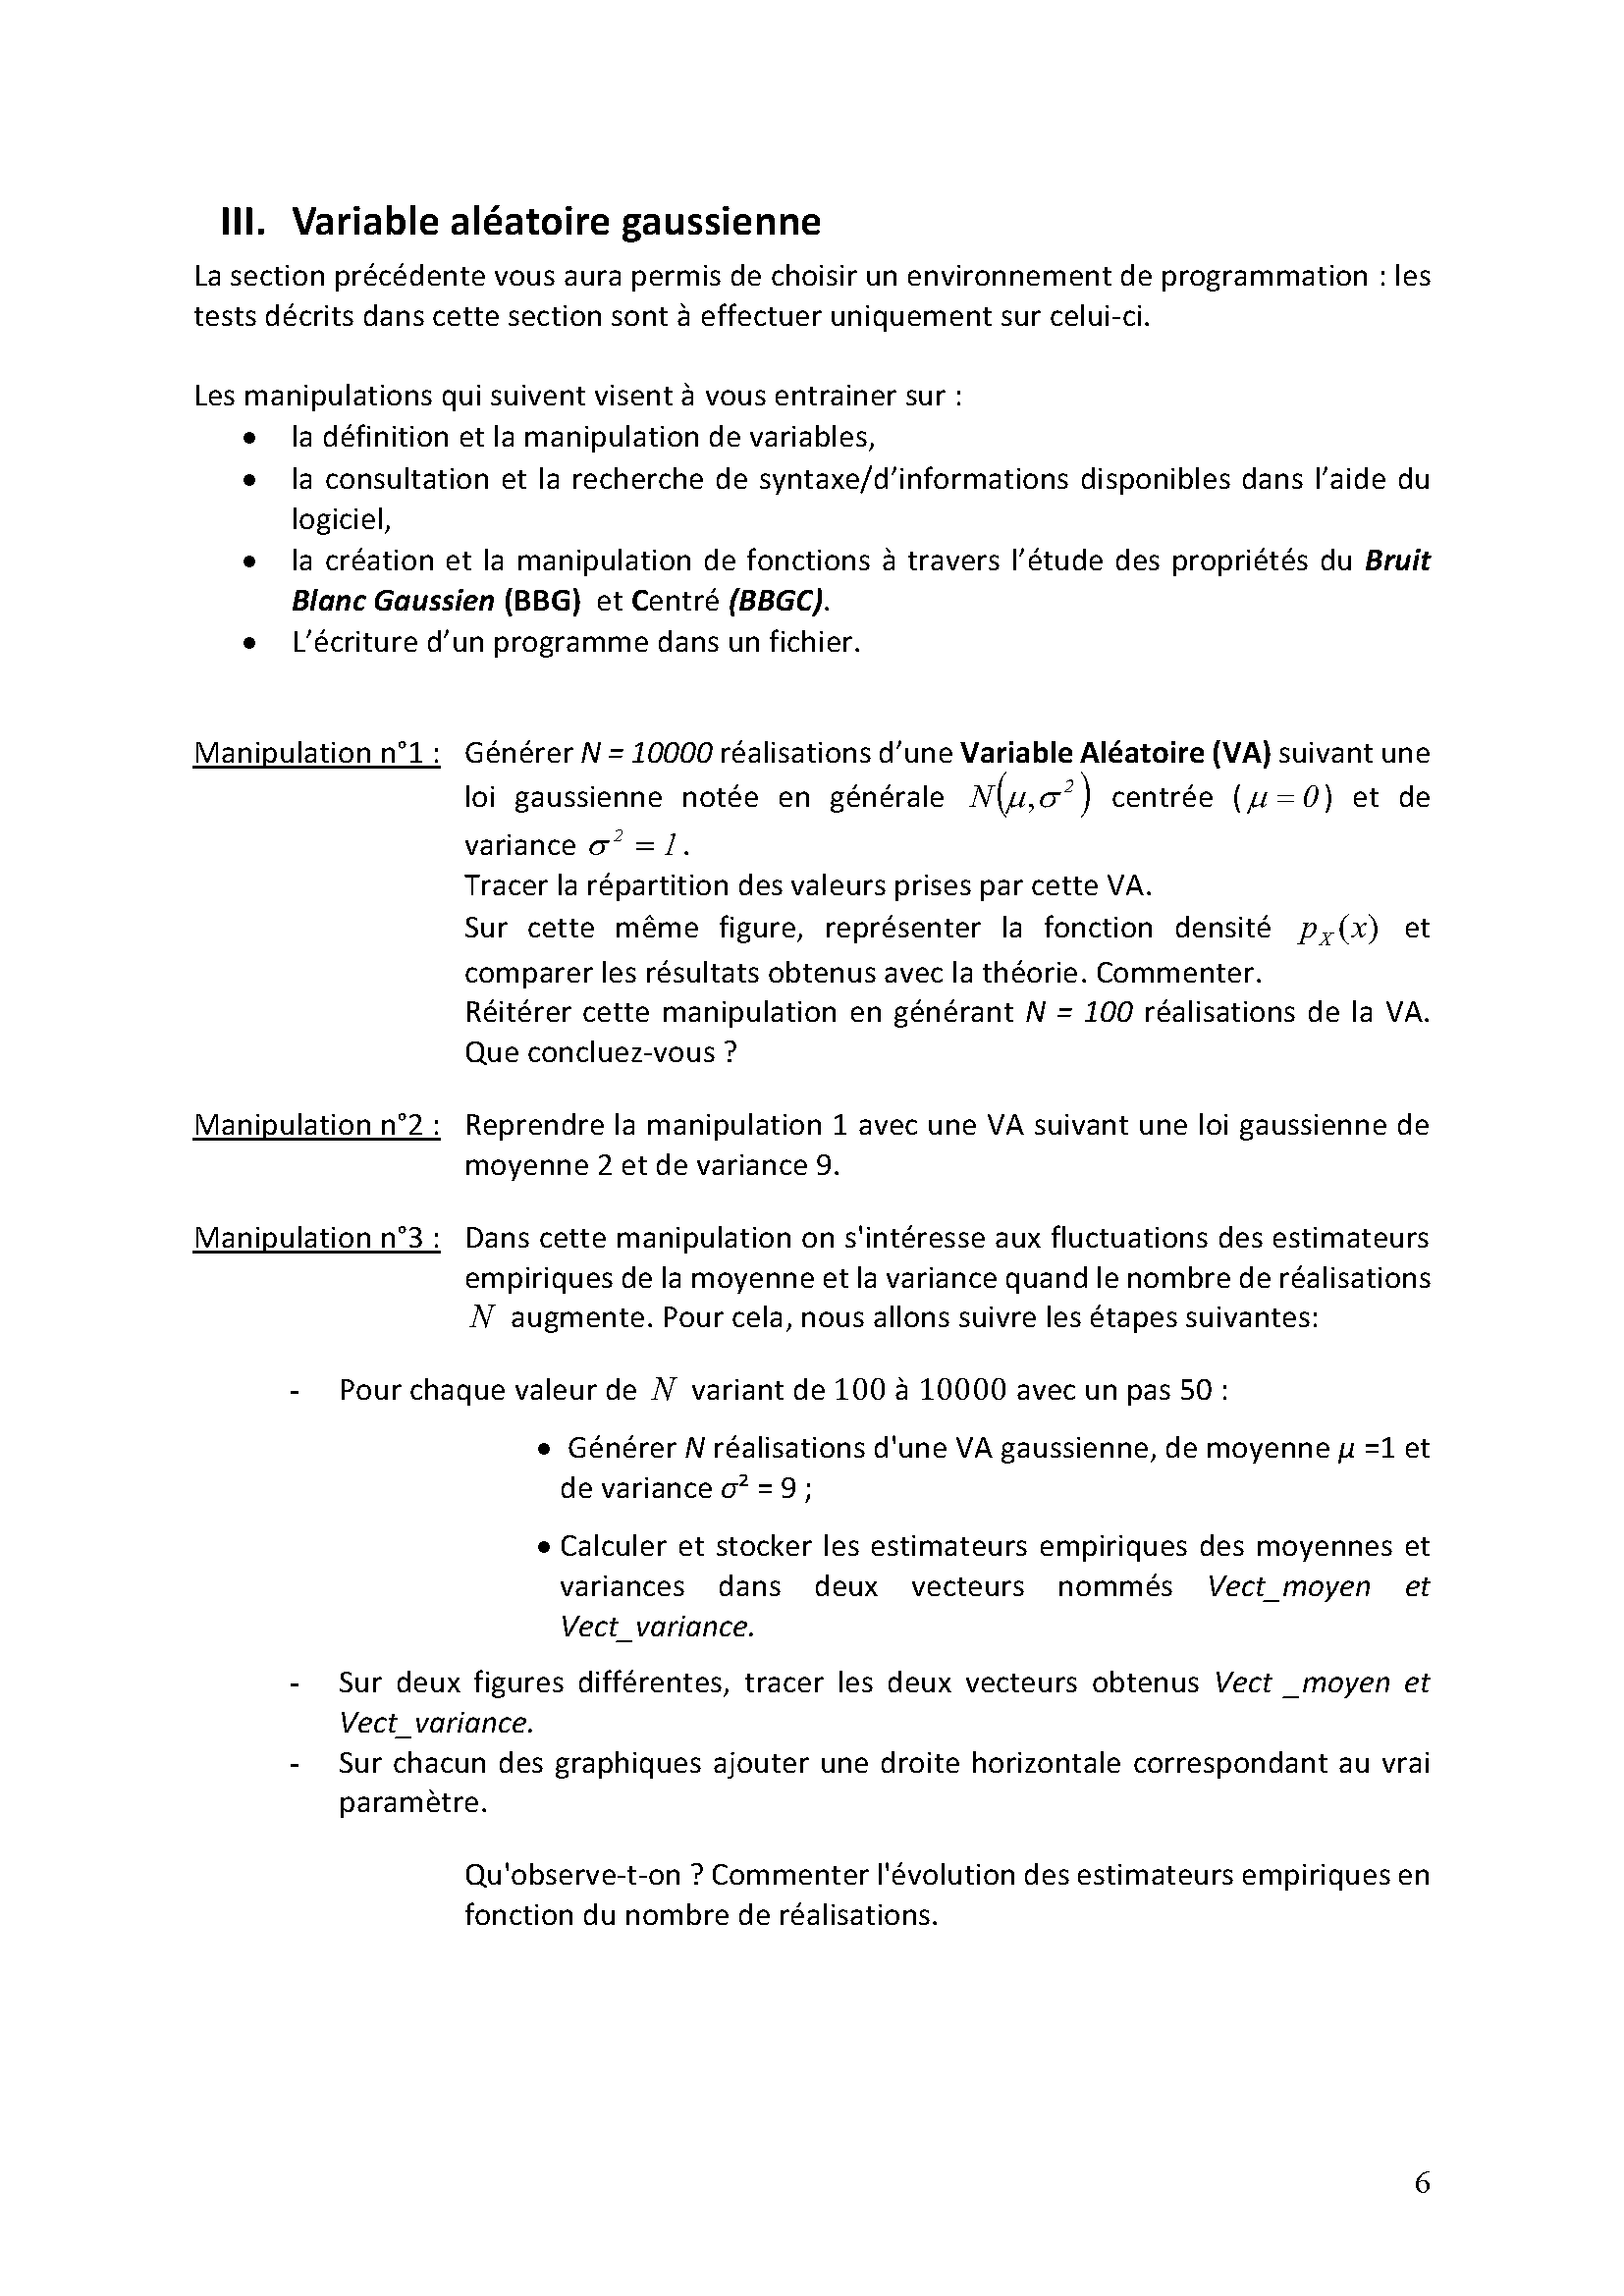 III. Variable aléatoire gaussienne
La section précédente vous aura permis de choisir un environnement de programmation : les
tests décrits dans cette section sont à effectuer uniquement sur celui-ci.
Les manipulations qui suivent visent à vous entrainer sur :
• la définition et la manipulation de variables,
• la consultation et la recherche de syntaxe/d’informations disponibles dans l’aide du
logiciel,
• la création et la manipulation de fonctions à travers l’étude des propriétés du Bruit
Blanc Gaussien (BBG) et Centré (BBGC).
• L’écriture d’un programme dans un fichier.
Manipulation n°1 : Générer N = 10000 réalisations d’une Variable Aléatoire (VA) suivant une
loi gaussienne notée en générale N(μ,σ²) centrée (μ = 0) et de
variance σ² = 1.
Tracer la répartition des valeurs prises par cette VA.
Sur cette même figure, représenter la fonction densité p_X(x) et
comparer les résultats obtenus avec la théorie. Commenter.
Réitérer cette manipulation en générant N = 100 réalisations de la VA.
Que concluez-vous ?
Manipulation n°2 : Reprendre la manipulation 1 avec une VA suivant une loi gaussienne de
moyenne 2 et de variance 9.
Manipulation n°3 : Dans cette manipulation on s'intéresse aux fluctuations des estimateurs
empiriques de la moyenne et la variance quand le nombre de réalisations
N augmente. Pour cela, nous allons suivre les étapes suivantes:
- Pour chaque valeur de N variant de 100 à 10000 avec un pas 50 :
• Générer N réalisations d'une VA gaussienne, de moyenne μ =1 et
de variance σ² = 9 ;
• Calculer et stocker les estimateurs empiriques des moyennes et
variances dans deux vecteurs nommés Vect_moyen et
Vect_variance.
- Sur deux figures différentes, tracer les deux vecteurs obtenus Vect _moyen et
Vect_variance.
- Sur chacun des graphiques ajouter une droite horizontale correspondant au vrai
paramètre.
Qu'observe-t-on ? Commenter l'évolution des estimateurs empiriques en
fonction du nombre de réalisations.
6